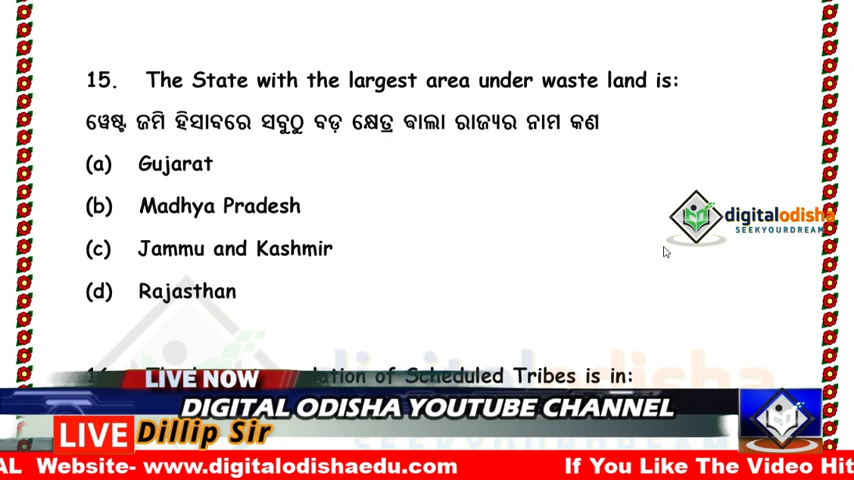 15. The State with the largest area under waste land is:
ୱେଷ୍ଟ ଜମି ହିସାବରେ ସବୁଠୁ ବଡ଼ କ୍ଷେତ୍ର ଵାଲା ରାଜ୍ୟର ନାମ କଣ
(a) Gujarat
(b) Madhya Pradesh
(c) Jammu and Kashmir
(d) Rajasthan
digitalodisha
SEEKYOURDREAM
of Scheduled Tribes is in:
LIVE NOW
DIGITAL ODISHA YOUTUBE CHANNEL
LIVE Dillip Sir
AL Website- www.digitalodishaedu.com If You Like The Video Hit